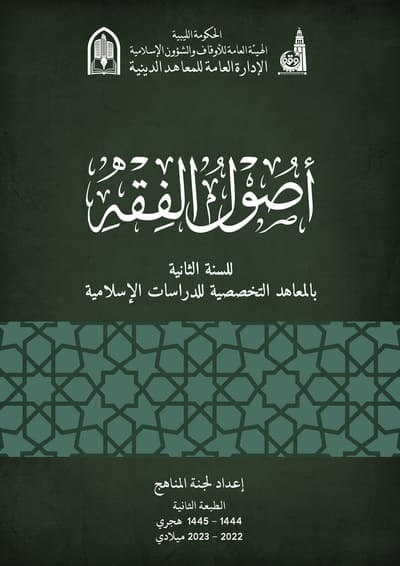 الحكومة الليبية
الهيئة العامة للأوقاف والشؤون الإسلامية
الإدارة العامة للمعاهد الدينية
أصول الفقه
للسنة الثانية
بالمعاهد التخصصية للدراسات الإسلامية
إعداد لجنة المناهج
الطبعة الثانية
1444 - 1445 هجري
2022 - 2023 ميلادي